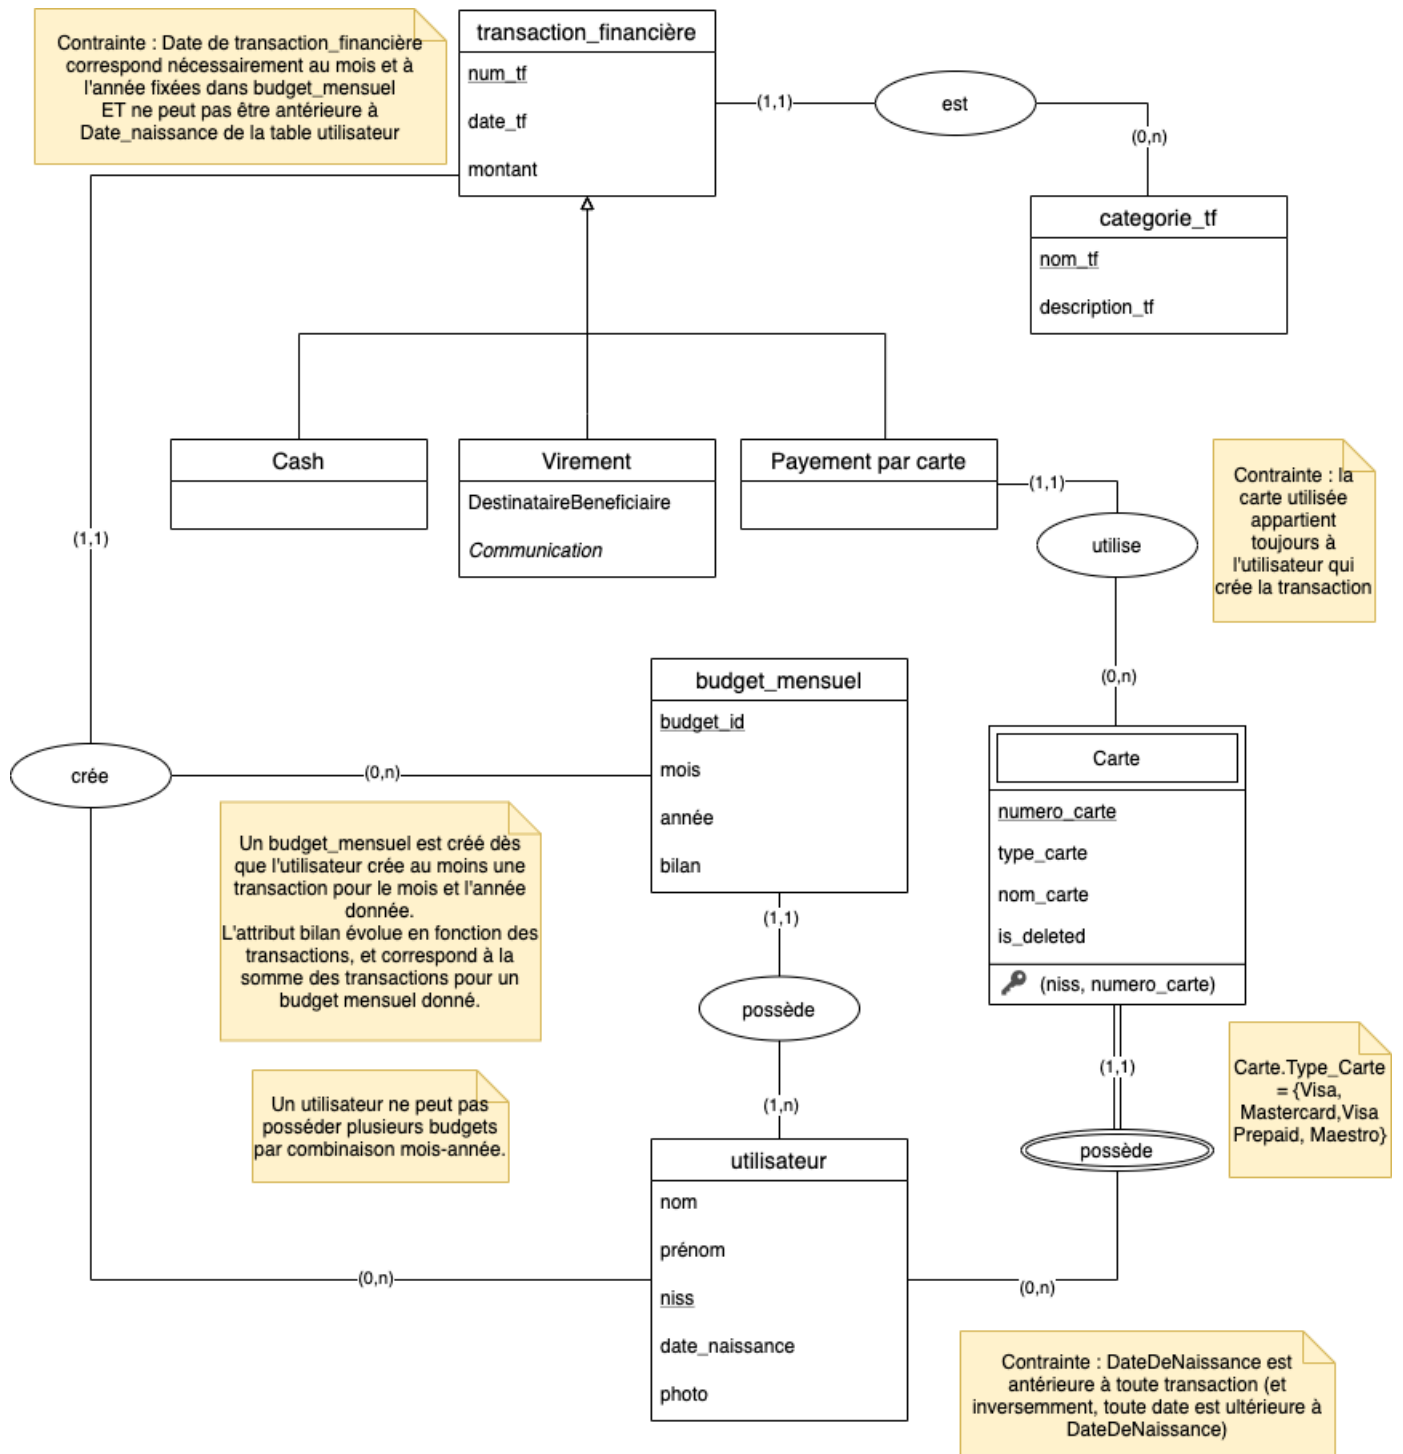 Contrainte : Date de transaction_financière
correspond nécessairement au mois et à
l'année fixées dans budget_mensuel
ET ne peut pas être antérieure à
Date_naissance de la table utilisateur
transaction_financière
num_tf
date_tf
montant
(1,1)
est
(0,n)
categorie_tf
nom_tf
description_tf
Cash
Virement
DestinataireBeneficiaire
Communication
Payement par carte
(1,1)
utilise
(0,n)
Contrainte : la
carte utilisée
appartient
toujours à
l'utilisateur qui
crée la transaction
(1,1)
crée
(0,n)
budget_mensuel
budget_id
mois
année
bilan
Carte
numero_carte
type_carte
nom_carte
is_deleted
(niss, numero_carte)
Un budget_mensuel est créé dès
que l'utilisateur crée au moins une
transaction pour le mois et l'année
donnée.
L'attribut bilan évolue en fonction des
transactions, et correspond à la
somme des transactions pour un
budget mensuel donné.
(1,1)
possède
(1,n)
Un utilisateur ne peut pas
posséder plusieurs budgets
par combinaison mois-année.
(1,1)
possède
(0,n)
Carte.Type_Carte
= {Visa,
Mastercard,Visa
Prepaid, Maestro}
(0,n)
utilisateur
nom
prénom
niss
date_naissance
photo
Contrainte : DateDeNaissance est
antérieure à toute transaction (et
inversemment, toute date est ultérieure à
DateDeNaissance)